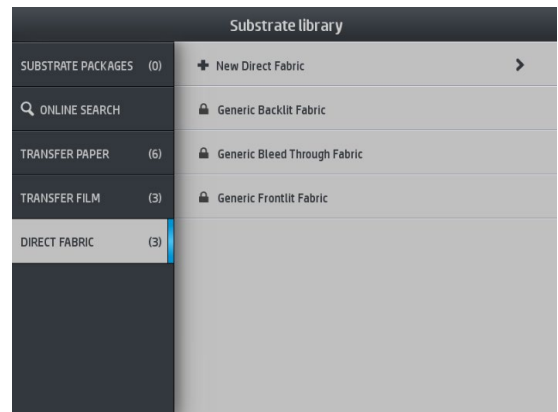 Substrate library
SUBSTRATE PACKAGES (0)
ONLINE SEARCH
TRANSFER PAPER (6)
TRANSFER FILM (3)
DIRECT FABRIC (3)
New Direct Fabric
Generic Backlit Fabric
Generic Bleed Through Fabric
Generic Frontlit Fabric